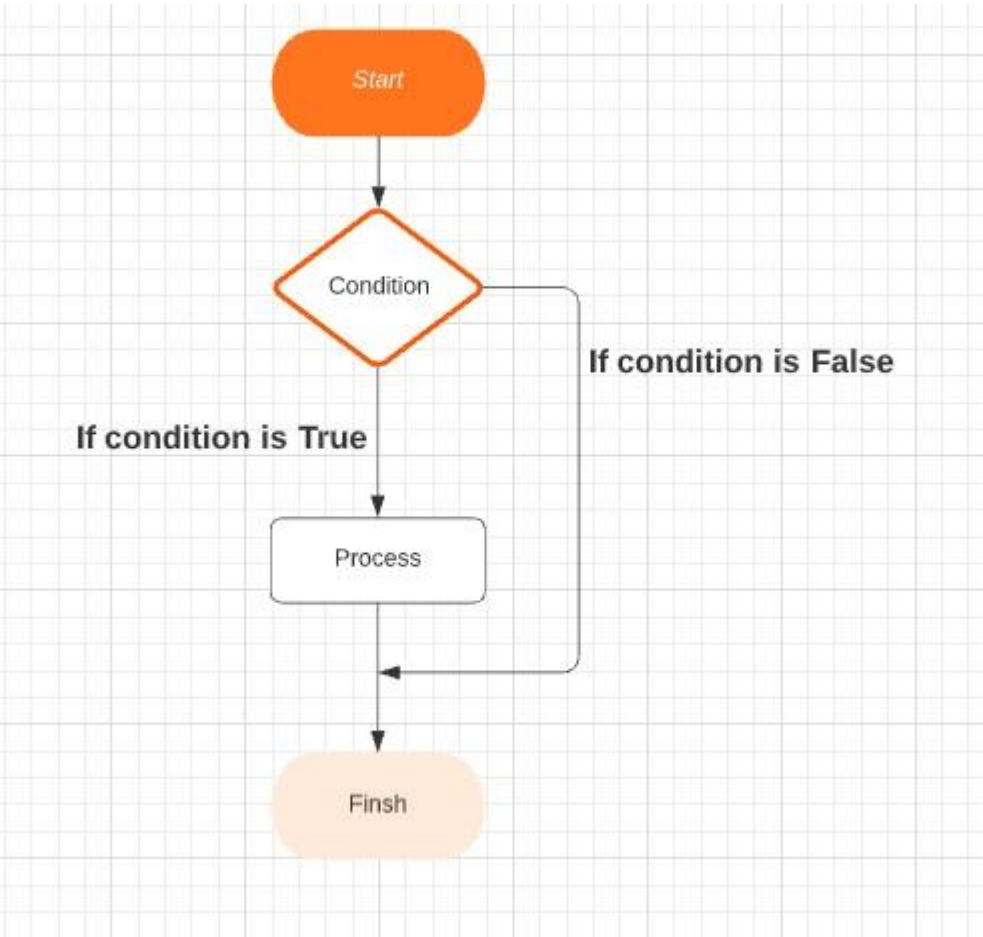 Start
Condition
If condition is False
If condition is True
Process
Finsh